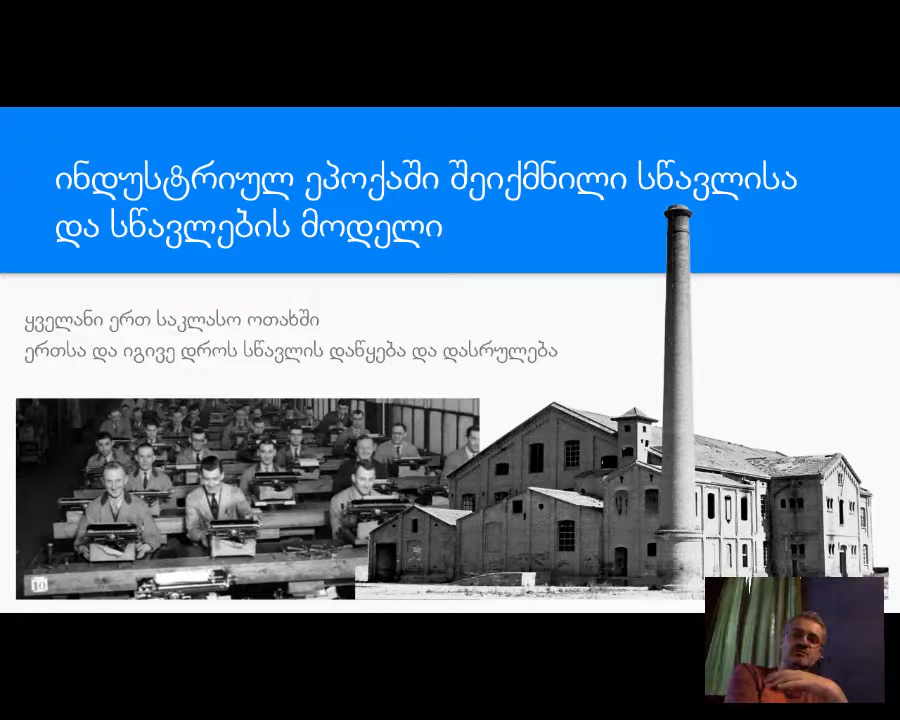 ინდუსტრიულ ეპოქაში შეიქმნილი სწავლისა
და სწავლების მოდელი
ყველანი ერთ საკლასო ოთახში
ერთსა და იგივე დროს სწავლის დაწყება და დასრულება